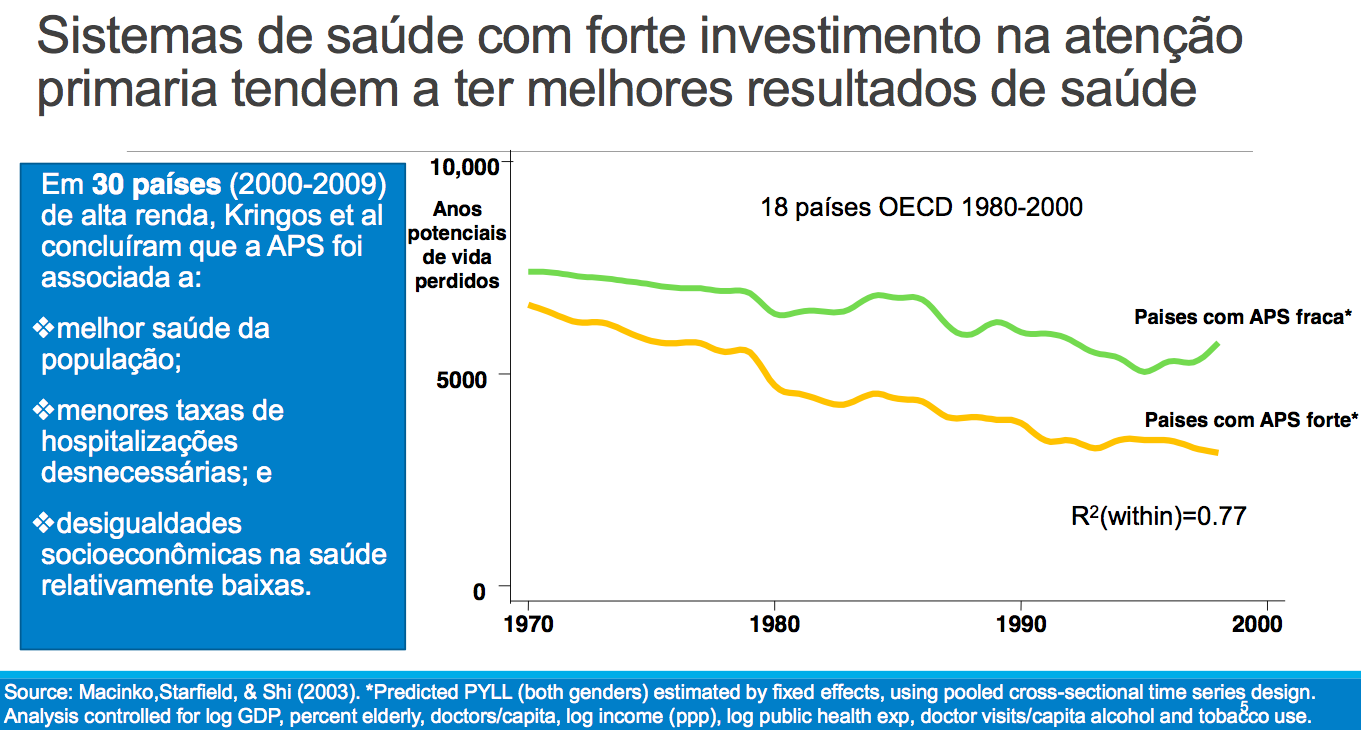 Sistemas de saúde com forte investimento na atenção
primaria tendem a ter melhores resultados de saúde
Em 30 países (2000-2009)
de alta renda, Kringos et al
concluíram que a APS foi
associada a:
❖melhor saúde da
população;
❖menores taxas de
hospitalizações
desnecessárias; e
❖desigualdades
socioeconômicas na saúde
relativamente baixas.
10,000
Anos
potenciais
de vida
perdidos
5000
0
18 países OECD 1980-2000
Paises com APS fraca*
Paises com APS forte*
R²(within)=0.77
1970
1980
1990
2000
Source: Macinko,Starfield, & Shi (2003). *Predicted PYLL (both genders) estimated by fixed effects, using pooled cross-sectional time series design.
Analysis controlled for log GDP, percent elderly, doctors/capita, log income (ppp), log public health exp, doctor visits/capita alcohol and tobacco use.
5